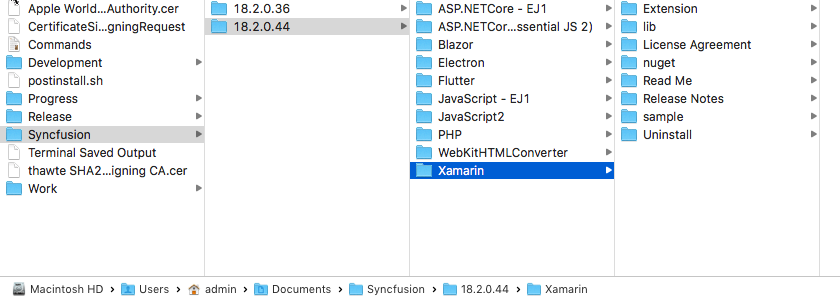 Apple World...Authority.cer
CertificateSi...gningRequest
Commands
Development
postinstall.sh
Progress
Release
Syncfusion
Terminal Saved Output
thawte SHA2...igning CA.cer
Work
18.2.0.36
18.2.0.44
ASP.NETCore - EJ1
ASP.NETCor...ssential JS 2)
Blazor
Electron
Flutter
JavaScript - EJ1
JavaScript2
PHP
WebKitHTMLConverter
Xamarin
Extension
lib
License Agreement
nuget
Read Me
Release Notes
sample
Uninstall
Macintosh HD > Users > admin > Documents > Syncfusion > 18.2.0.44 > Xamarin